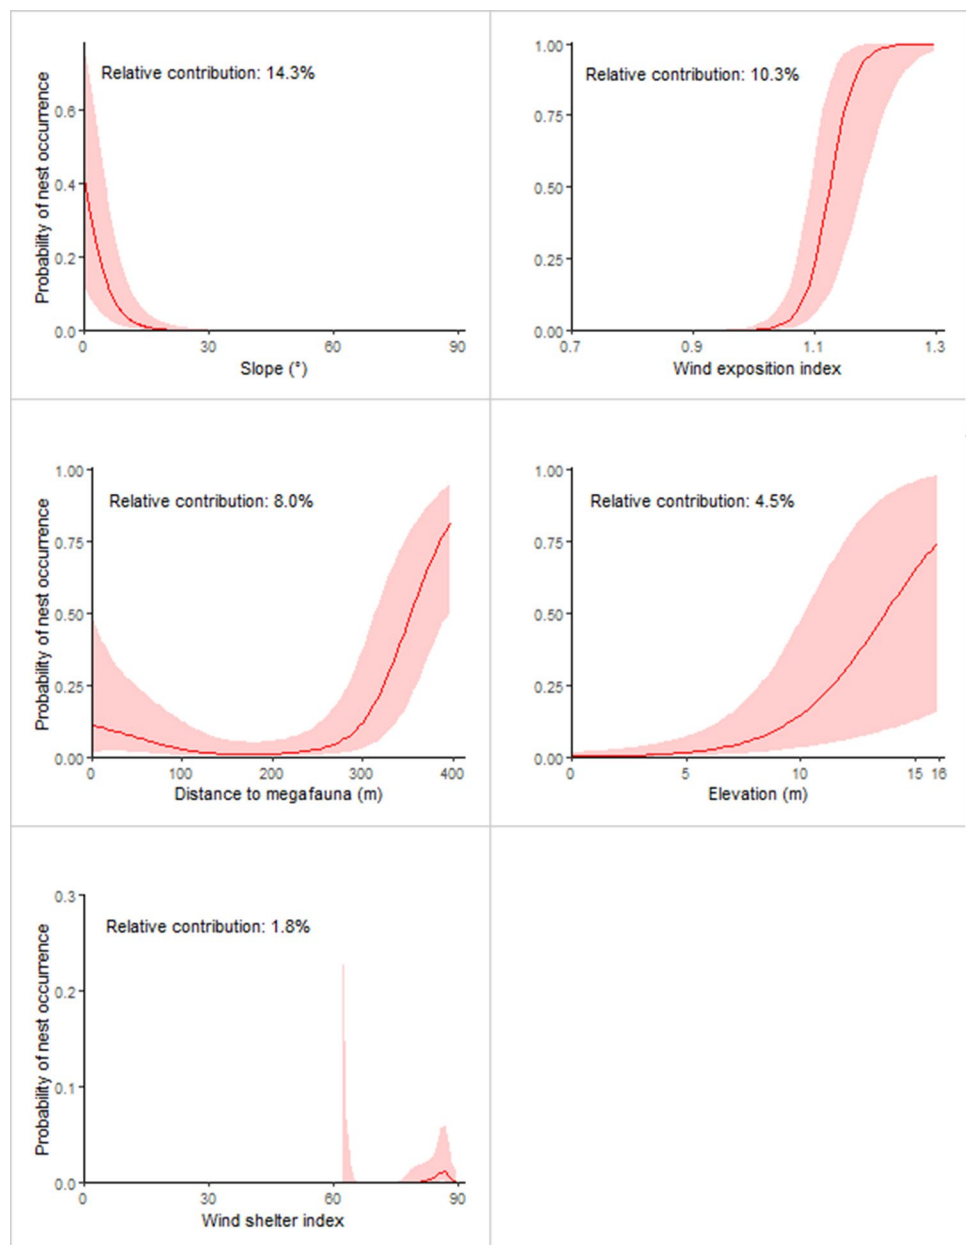 Relative contribution: 14.3%
Probability of nest occurrence
0.6
0.4
0.2
0.0
0 30 60 90
Slope (°)
Relative contribution: 10.3%
1.00
0.75
0.50
0.25
0.00
0.7 0.9 1.1 1.3
Wind exposition index
Relative contribution: 8.0%
Probability of nest occurrence
1.00
0.75
0.50
0.25
0.00
0 100 200 300 400
Distance to megafauna (m)
Relative contribution: 4.5%
1.00
0.75
0.50
0.25
0.00
0 5 10 15 16
Elevation (m)
Relative contribution: 1.8%
Probability of nest occurrence
0.3
0.2
0.1
0.0
0 30 60 90
Wind shelter index